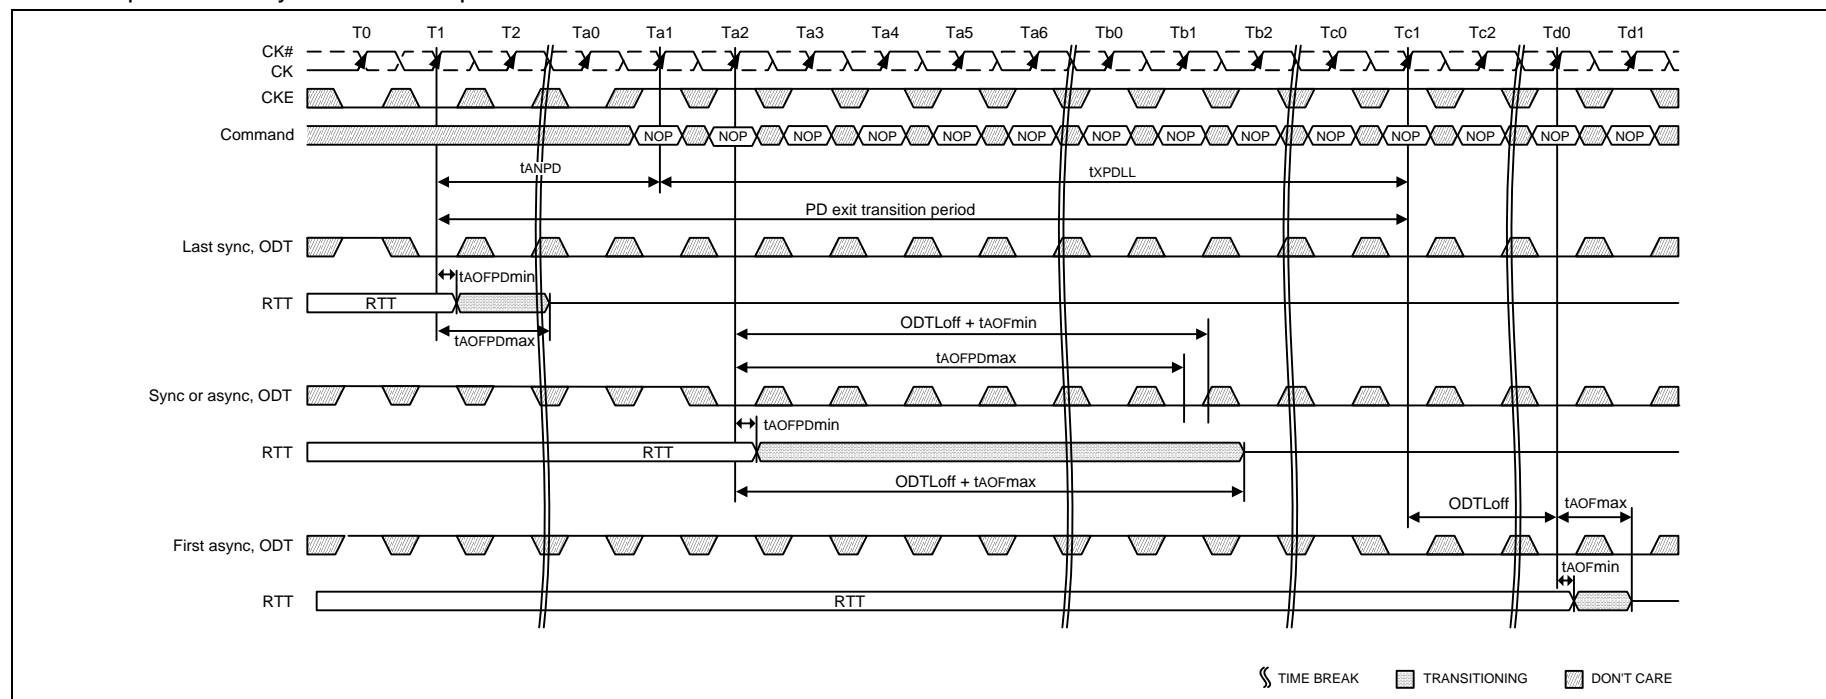 T0 T1 T2 Ta0 Ta1 Ta2 Ta3 Ta4 Ta5 Ta6 Tb0 Tb1 Tb2 Tc0 Tc1 Tc2 Td0 Td1
CK#
CK
CKE
Command NOP NOP NOP NOP NOP NOP NOP NOP NOP NOP NOP NOP NOP NOP
tANPD tXPDLL
PD exit transition period
Last sync, ODT
tAOFPDmin
RTT RTT
tAOFPDmax
ODTLoff + tAOFmin
tAOFPDmax
Sync or async, ODT
tAOFPDmin
RTT RTT
ODTLoff + tAOFmax
ODTLoff tAOFmax
First async, ODT
tAOFmin
RTT RTT
TIME BREAK TRANSITIONING DON'T CARE